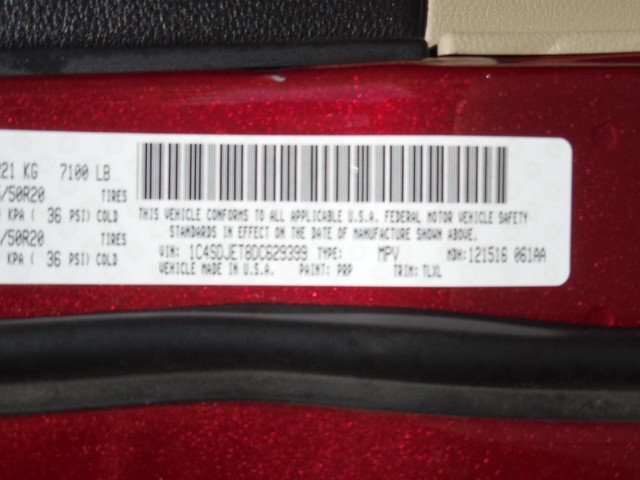 21 KG 7100 LB
/50R20 TIRES
KPA ( 36 PSI) COLD
/50R20 TIRES
KPA ( 36 PSI) COLD
THIS VEHICLE CONFORMS TO ALL APPLICABLE U.S.A. FEDERAL MOTOR VEHICLE SAFETY
STANDARDS IN EFFECT ON THE DATE OF MANUFACTURE SHOWN ABOVE.
VIN: 1C4SDJET8DC629399 TYPE: MPV MDH: 121516 061AA
VEHICLE MADE IN U.S.A. PAINT: PRP TRIM: TLXL